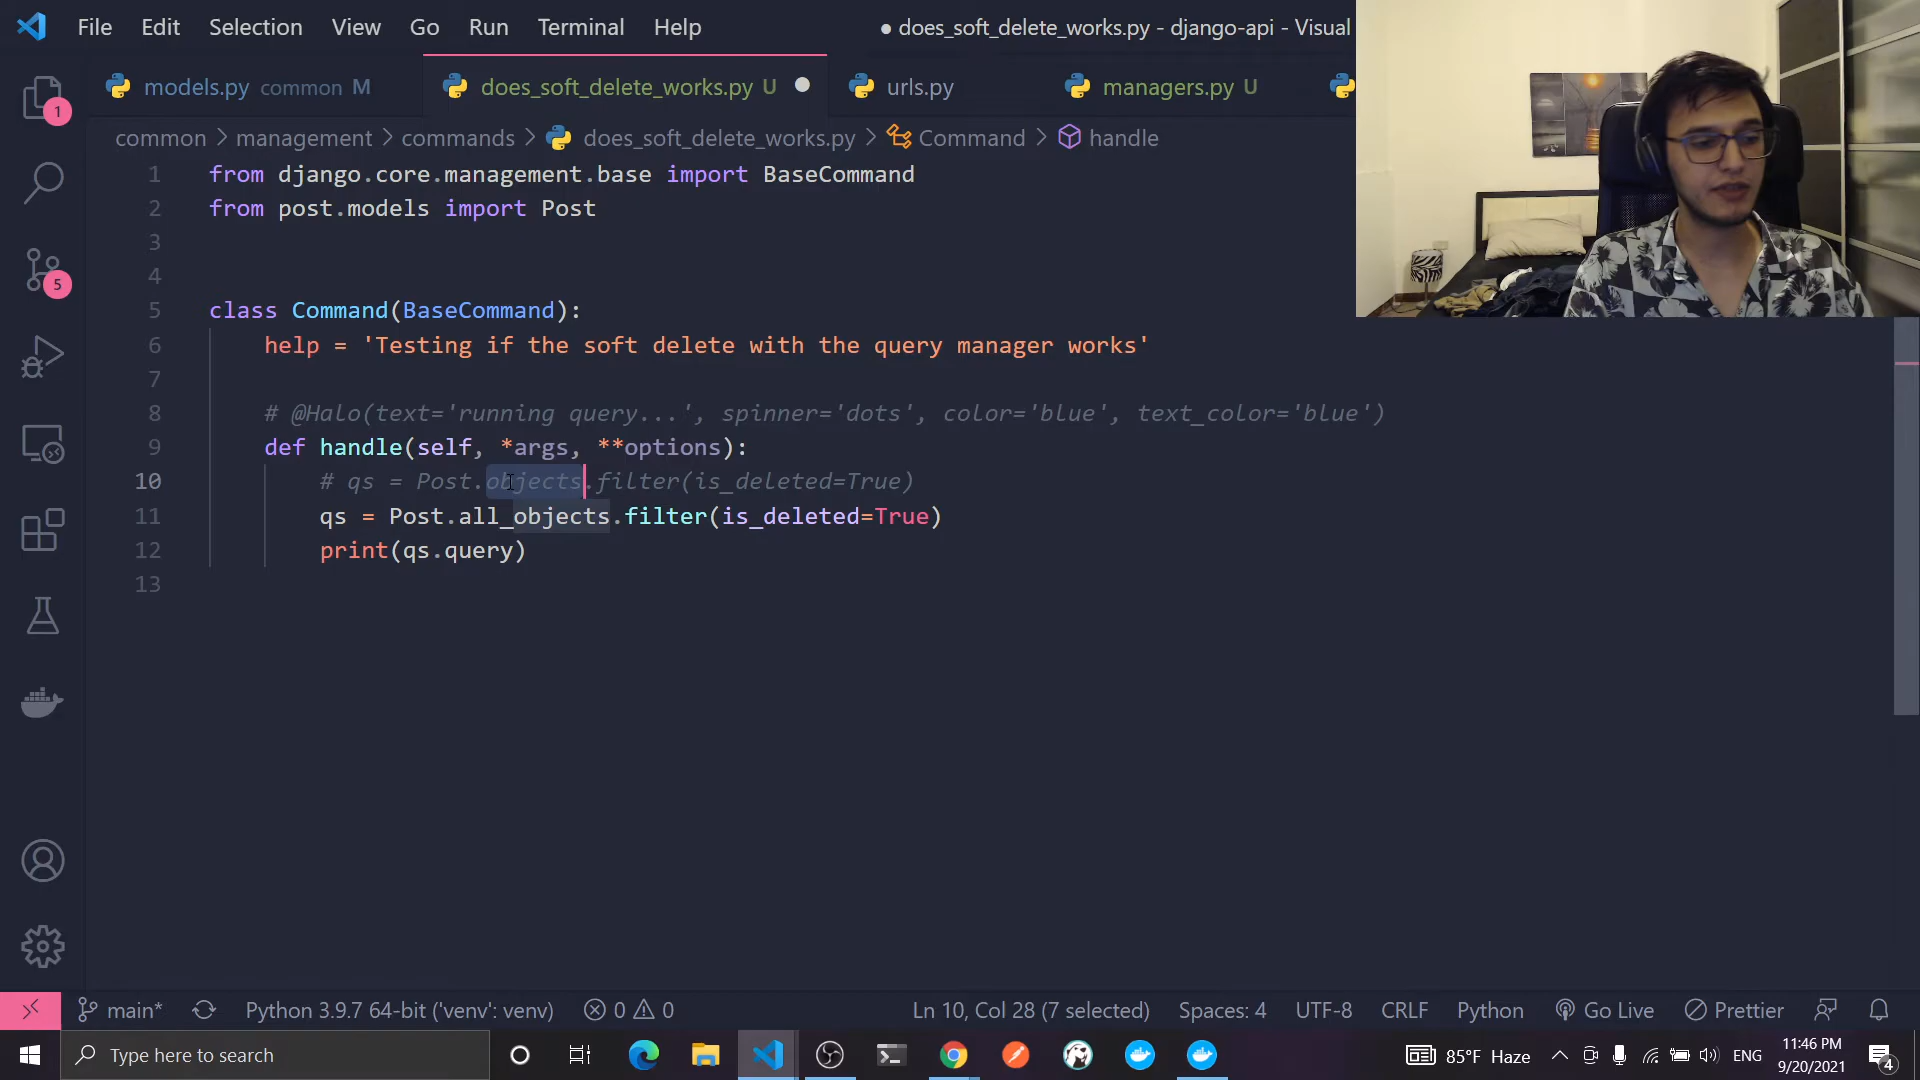 File Edit Selection View Go Run Terminal Help ● does_soft_delete_works.py - django-api - Visual
models.py common M does_soft_delete_works.py U ● urls.py managers.py U
common > management > commands > does_soft_delete_works.py > Command > handle
1 from django.core.management.base import BaseCommand
2 from post.models import Post
3
4
5 class Command(BaseCommand):
6 help = 'Testing if the soft delete with the query manager works'
7
8 # @Halo(text='running query...', spinner='dots', color='blue', text_color='blue')
9 def handle(self, *args, **options):
10 # qs = Post.objects.filter(is_deleted=True)
11 qs = Post.all_objects.filter(is_deleted=True)
12 print(qs.query)
13
1
5
main* Python 3.9.7 64-bit ('venv': venv) 0 0 Ln 10, Col 28 (7 selected) Spaces: 4 UTF-8 CRLF Python Go Live Prettier
Type here to search 85°F Haze ENG 11:46 PM 4
9/20/2021